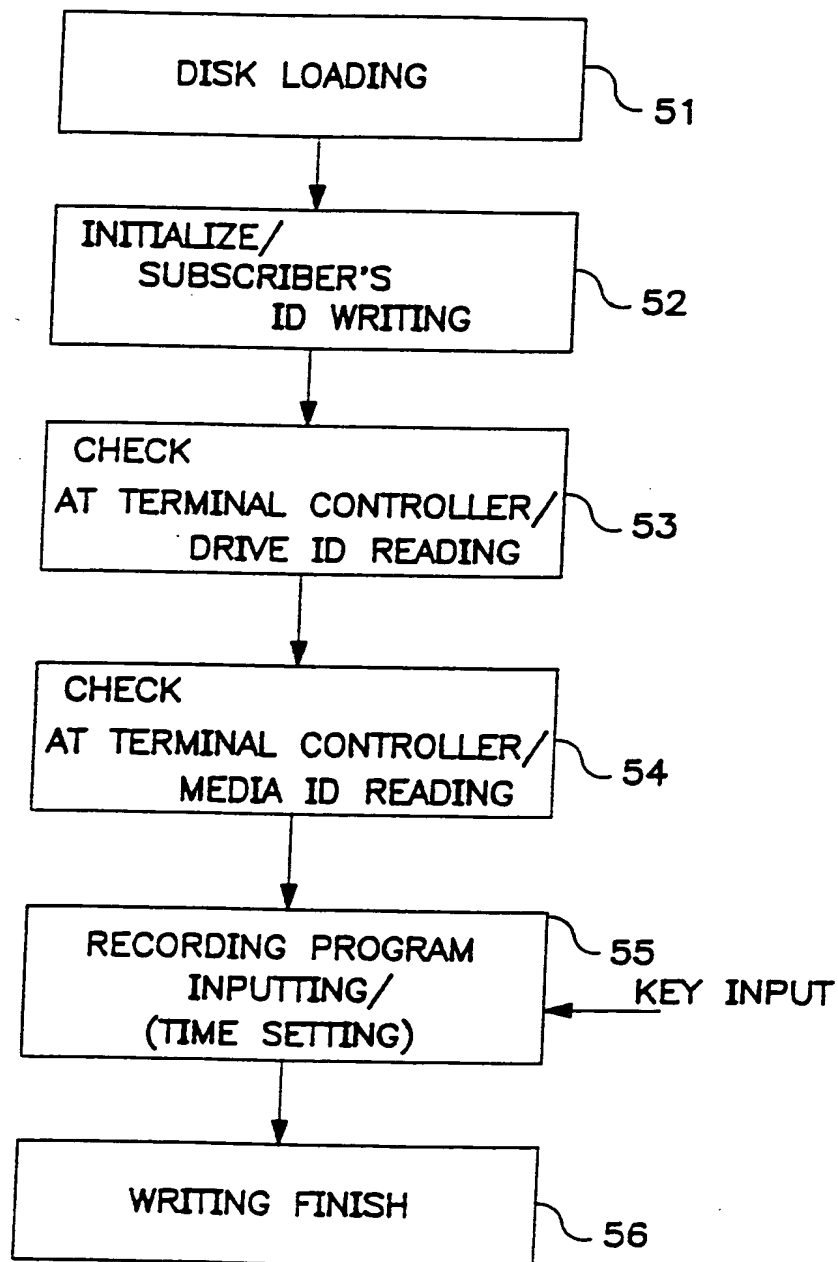 DISK LOADING
51
INITIALIZE/
SUBSCRIBER'S
ID WRITING
52
CHECK
AT TERMINAL CONTROLLER/
DRIVE ID READING
53
CHECK
AT TERMINAL CONTROLLER/
MEDIA ID READING
54
RECORDING PROGRAM
INPUTTING/
(TIME SETTING)
55
KEY INPUT
WRITING FINISH
56